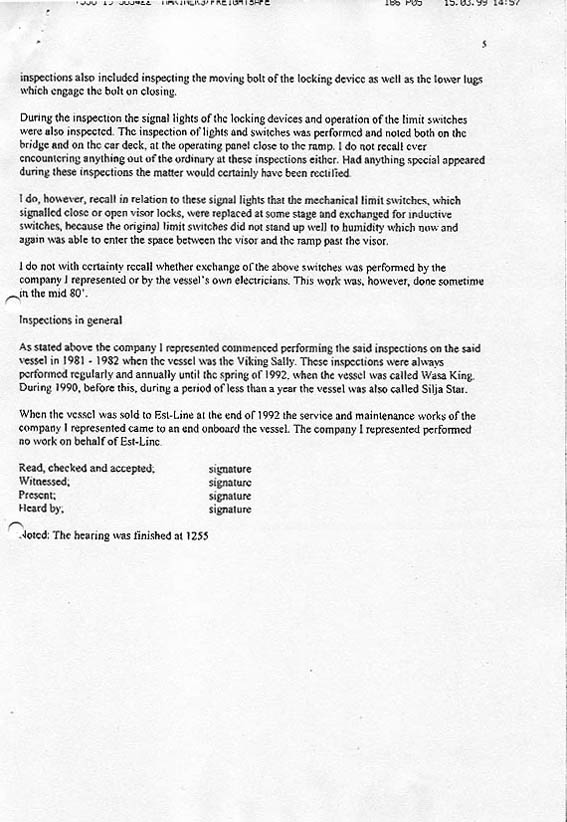 186 P05 15.03.99 14:57
5
inspections also included inspecting the moving bolt of the locking device as well as the lower lugs
which engage the bolt on closing.
During the inspection the signal lights of the locking devices and operation of the limit switches
were also inspected. The inspection of lights and switches was performed and noted both on the
bridge and on the car deck, at the operating panel close to the ramp. I do not recall ever
encountering anything out of the ordinary at these inspections either. Had anything special appeared
during these inspections the matter would certainly have been rectified.
I do, however, recall in relation to these signal lights that the mechanical limit switches, which
signalled close or open visor locks, were replaced at some stage and exchanged for inductive
switches, because the original limit switches did not stand up well to humidity which now and
again was able to enter the space between the visor and the ramp past the visor.
I do not with certainty recall whether exchange of the above switches was performed by the
company I represented or by the vessel's own electricians. This work was, however, done sometime
in the mid 80'.
Inspections in general
As stated above the company I represented commenced performing the said inspections on the said
vessel in 1981 - 1982 when the vessel was the Viking Sally. These inspections were always
performed regularly and annually until the spring of 1992, when the vessel was called Wasa King.
During 1990, before this, during a period of less than a year the vessel was also called Silja Star.
When the vessel was sold to Est-Line at the end of 1992 the service and maintenance works of the
company I represented came to an end onboard the vessel. The company I represented performed
no work on behalf of Est-Line.
Read, checked and accepted; signature
Witnessed; signature
Present; signature
Heard by; signature
Noted: The hearing was finished at 1255